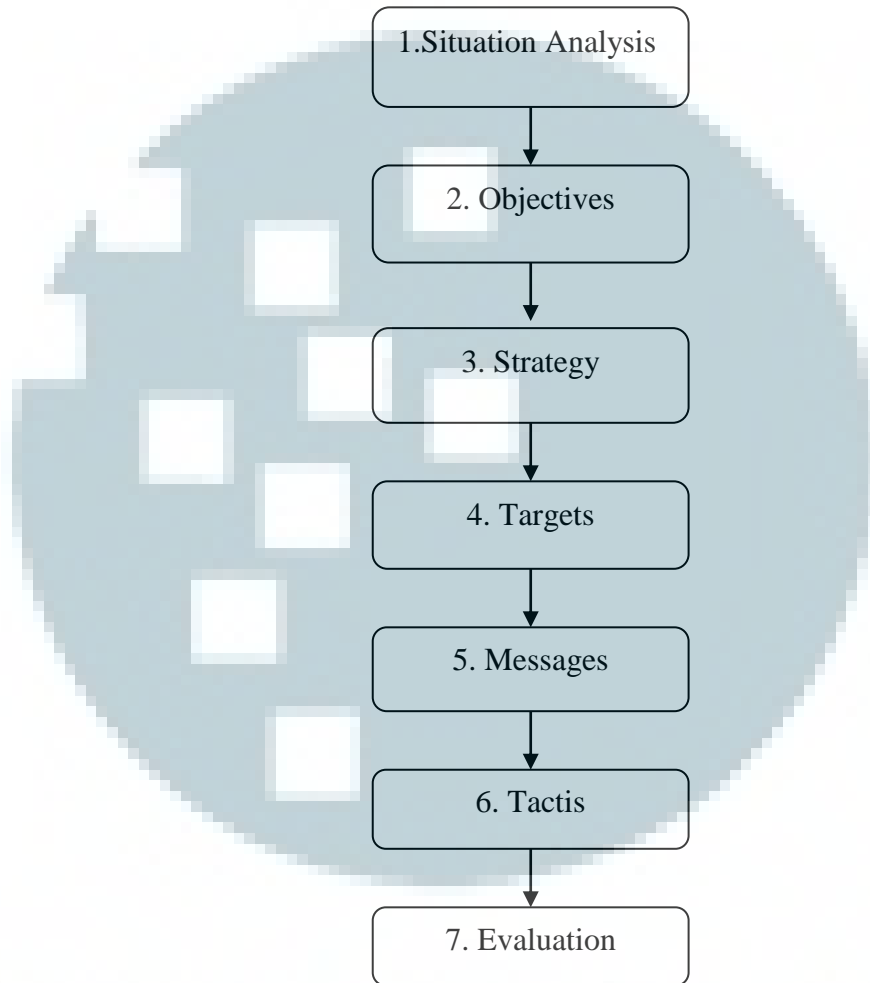 1.Situation Analysis
2. Objectives
3. Strategy
4. Targets
5. Messages
6. Tactis
7. Evaluation